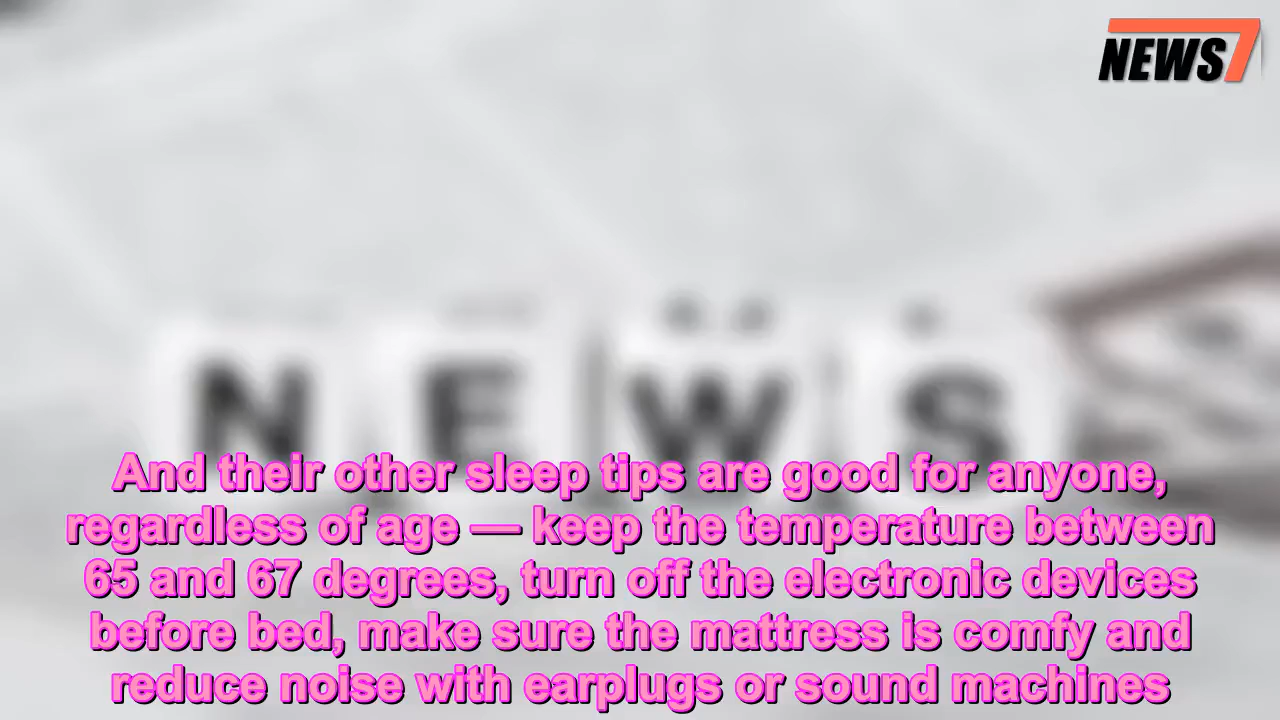 NEWS7
NEWS
And their other sleep tips are good for anyone,
regardless of age — keep the temperature between
65 and 67 degrees, turn off the electronic devices
before bed, make sure the mattress is comfy and
reduce noise with earplugs or sound machines